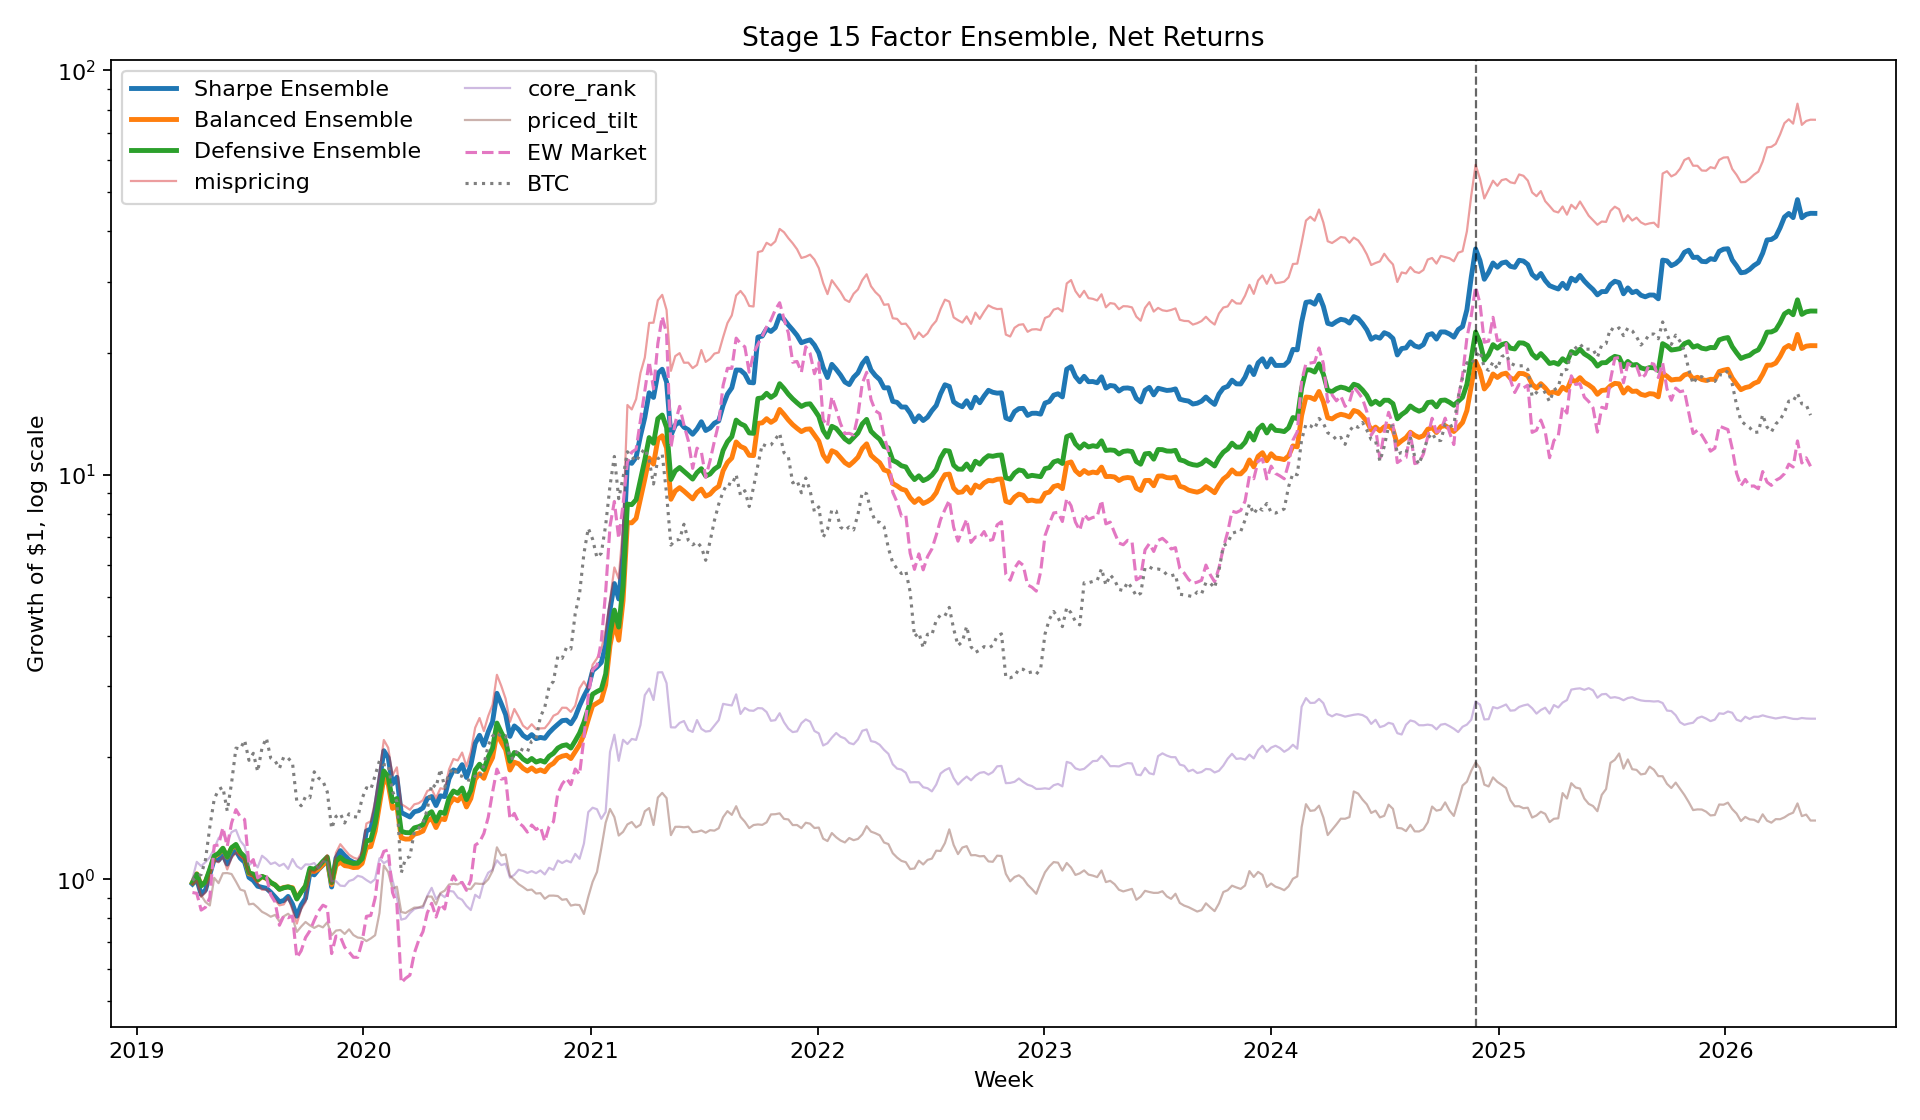 Stage 15 Factor Ensemble, Net Returns
Sharpe Ensemble
Balanced Ensemble
Defensive Ensemble
mispricing
core_rank
priced_tilt
EW Market
BTC
Growth of $1, log scale
10²
10¹
10⁰
2019 2020 2021 2022 2023 2024 2025 2026
Week